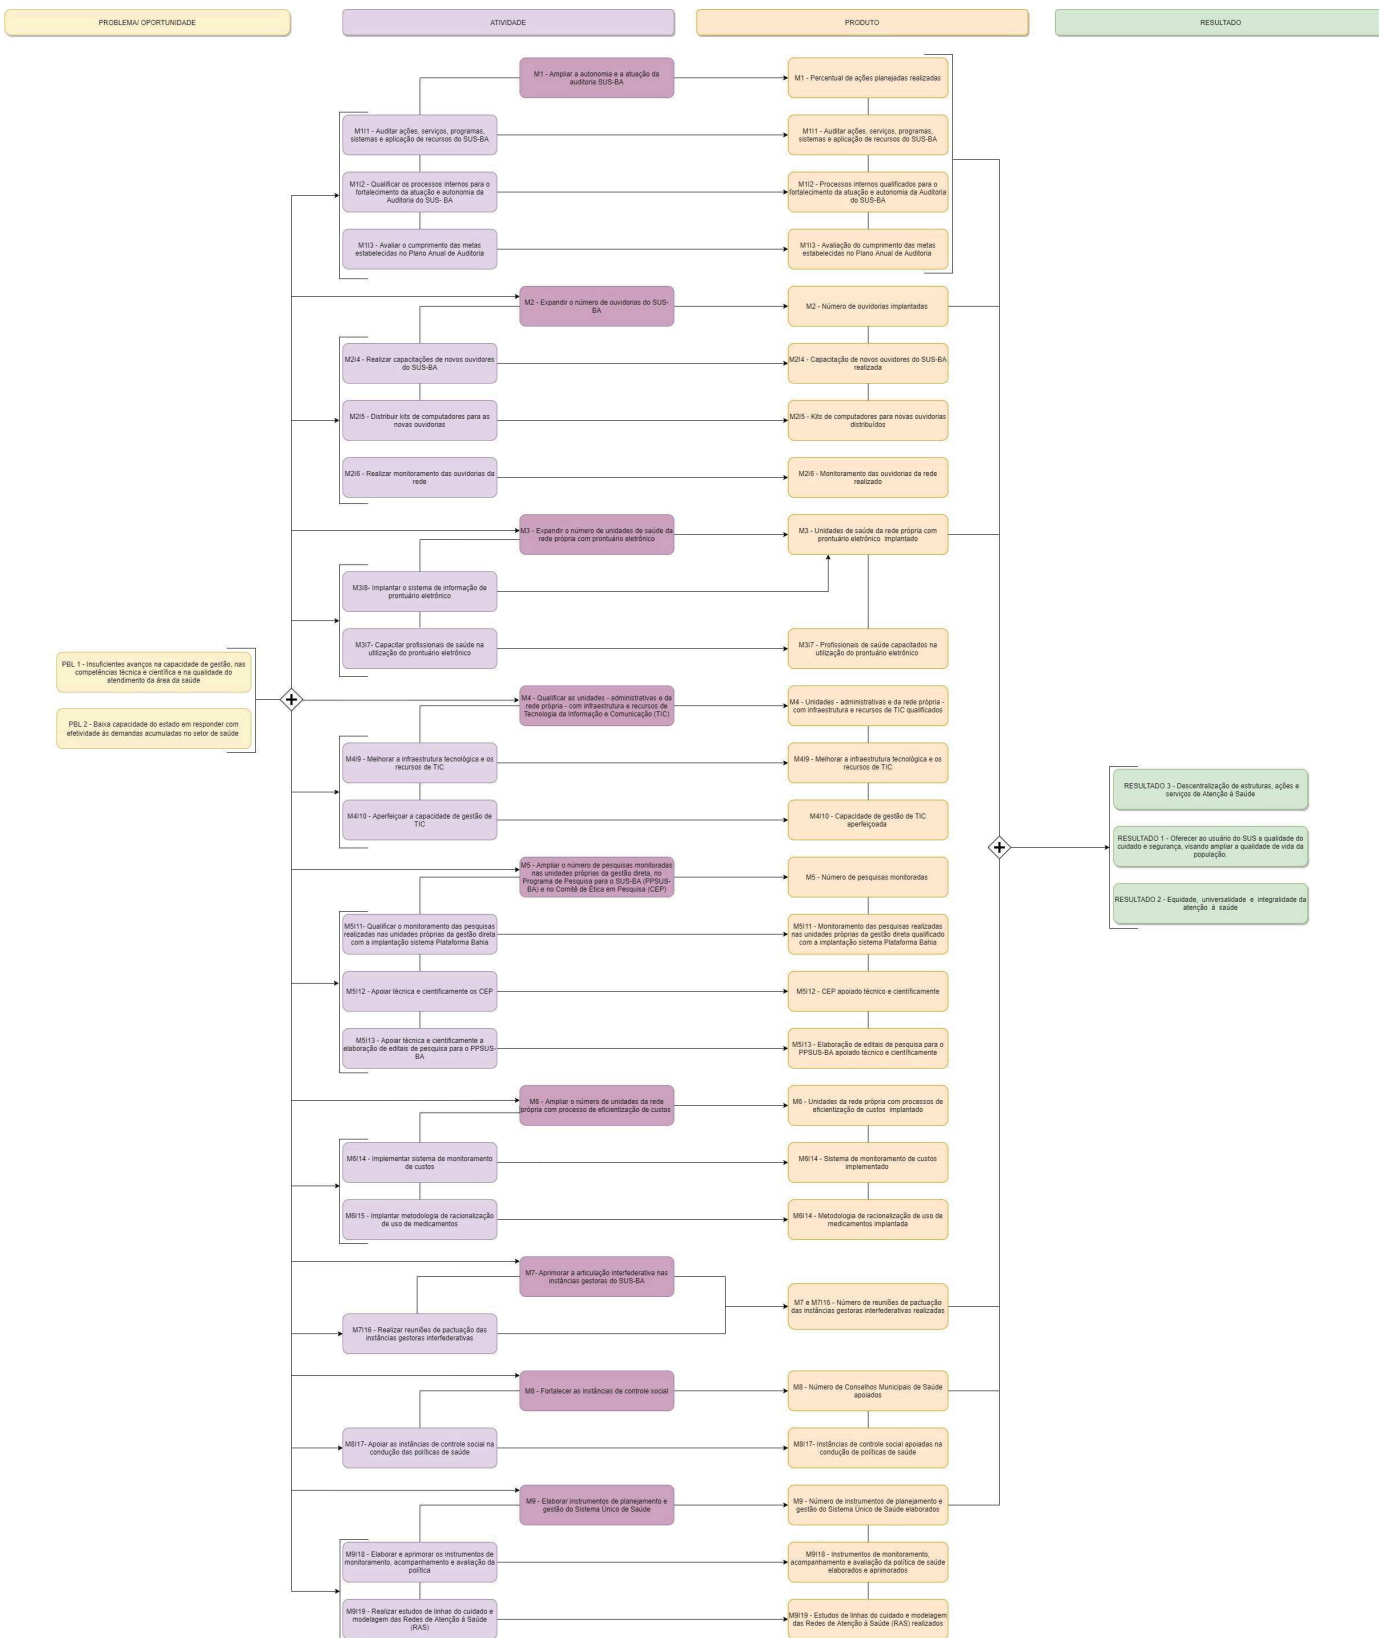 PROBLEMA/ OPORTUNIDADE
ATIVIDADE
PRODUTO
RESULTADO
M1 - Ampliar a autonomia e a atuação da
auditoria SUS-BA
M1 - Percentual de ações planejadas realizadas
M1I1 - Auditar ações, serviços, programas,
sistemas e aplicação de recursos do SUS-BA
M1I1 - Auditar ações, serviços, programas,
sistemas e aplicação de recursos do SUS-BA
M1I2 - Qualificar os processos internos para o
fortalecimento da atuação e autonomia da
Auditoria do SUS- BA
M1I2 - Processos internos qualificados para o
fortalecimento da atuação e autonomia da Auditoria
do SUS-BA
M1I3 - Avaliar o cumprimento das metas
estabelecidas no Plano Anual de Auditoria
M1I3 - Avaliação do cumprimento das metas
estabelecidas no Plano Anual de Auditoria
M2 - Expandir o número de ouvidorias do SUS-
BA
M2 - Número de ouvidorias implantadas
M2I4 - Realizar capacitações de novos ouvidores
do SUS-BA
M2I4 - Capacitação de novos ouvidores do SUS-BA
realizada
M2I5 - Distribuir kits de computadores para as
novas ouvidorias
M2I5 - Kits de computadores para novas ouvidorias
distribuídos
M2I6 - Realizar monitoramento das ouvidorias da
rede
M2I6 - Monitoramento das ouvidorias da rede
realizado
M3 - Expandir o número de unidades de saúde da
rede própria com prontuário eletrônico
M3 - Unidades de saúde da rede própria com
prontuário eletrônico implantado
M3I8- Implantar o sistema de informação de
prontuário eletrônico
M3I7- Capacitar profissionais de saúde na
utilização do prontuário eletrônico
M3I7 - Profissionais de saúde capacitados na
utilização do prontuário eletrônico
PBL 1 - Insuficientes avanços na capacidade de gestão, nas
competências técnica e científica e na qualidade do
atendimento da área da saúde
PBL 2 - Baixa capacidade do estado em responder com
efetividade ás demandas acumuladas no setor de saúde
M4 - Qualificar as unidades - administrativas e da
rede própria - com infraestrutura e recursos de
Tecnologia da Informação e Comunicação (TIC)
M4 - Unidades - administrativas e da rede própria -
com infraestrutura e recursos de TIC qualificados
M4I9 - Melhorar a infraestrutura tecnológica e os
recursos de TIC
M4I9 - Melhorar a infraestrutura tecnológica e os
recursos de TIC
M4I10 - Aperfeiçoar a capacidade de gestão de
TIC
M4I10 - Capacidade de gestão de TIC
aperfeiçoada
RESULTADO 3 - Descentralização de estruturas, ações e
serviços de Atenção á Saúde
RESULTADO 1 - Oferecer ao usuário do SUS a qualidade do
cuidado e segurança, visando ampliar a qualidade de vida da
população.
RESULTADO 2 - Equidade, universalidade e integralidade da
atenção á saúde
M5 - Ampliar o número de pesquisas monitoradas
nas unidades próprias da gestão direta, no
Programa de Pesquisa para o SUS-BA (PPSUS-
BA) e no Comitê de Ética em Pesquisa (CEP)
M5 - Número de pesquisas monitoradas
M5I11- Qualificar o monitoramento das pesquisas
realizadas nas unidades próprias da gestão direta
com a implantação sistema Plataforma Bahia
M5I11 - Monitoramento das pesquisas realizadas
nas unidades próprias da gestão direta qualificado
com a implantação sistema Plataforma Bahia
M5I12 - Apoiar técnica e cientificamente os CEP
M5I12 - CEP apoiado técnico e científicamente
M5I13 - Apoiar técnica e cientificamente a
elaboração de editais de pesquisa para o PPSUS-
BA
M5I13 - Elaboração de editais de pesquisa para o
PPSUS-BA apoiado técnico e científicamente
M6 - Ampliar o número de unidades da rede
própria com processo de eficientização de custos
M6 - Unidades da rede própria com processos de
eficientização de custos implantado
M6I14 - Implementar sistema de monitoramento
de custos
M6I14 - Sistema de monitoramento de custos
implementado
M6I15 - Implantar metodologia de racionalização
de uso de medicamentos
M6I14 - Metodologia de racionalização de uso de
medicamentos implantada
M7- Aprimorar a articulação interfederativa nas
instâncias gestoras do SUS-BA
M7 e M7I16 - Número de reuniões de pactuação
das instâncias gestoras interfederativas realizadas
M7I16 - Realizar reuniões de pactuação das
instâncias gestoras interfederativas
M8 - Fortalecer as instâncias de controle social
M8 - Número de Conselhos Municipais de Saúde
apoiados
M8I17- Apoiar as instâncias de controle social na
condução das políticas de saúde
M8I17- Instâncias de controle social apoiadas na
condução de políticas de saúde
M9 - Elaborar instrumentos de planejamento e
gestão do Sistema Único de Saúde
M9 - Número de instrumentos de planejamento e
gestão do Sistema Único de Saúde elaborados
M9I18 - Elaborar e aprimorar os instrumentos de
monitoramento, acompanhamento e avaliação da
política
M9I18 - Instrumentos de monitoramento,
acompanhamento e avaliação da política de saúde
elaborados e aprimorados
M9I19 - Realizar estudos de linhas do cuidado e
modelagem das Redes de Atenção á Saúde
(RAS)
M9I19 - Estudos de linhas do cuidado e modelagem
das Redes de Atenção á Saúde (RAS) realizados